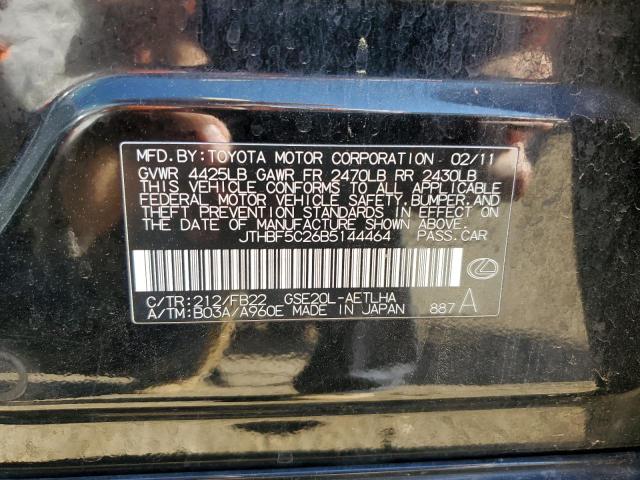 MFD. BY: TOYOTA MOTOR CORPORATION 02/11
GVWR 4425LB GAWR FR 2470LB RR 2430LB
THIS VEHICLE CONFORMS TO ALL APPLICABLE
FEDERAL MOTOR VEHICLE SAFETY, BUMPER, AND
THEFT PREVENTION STANDARDS IN EFFECT ON
THE DATE OF MANUFACTURE SHOWN ABOVE.
JTHBF5C26B5144464 PASS. CAR
C/TR: 212/FB22 GSE20L-AETLHA
A/TM: B03A/A960E MADE IN JAPAN 887 A